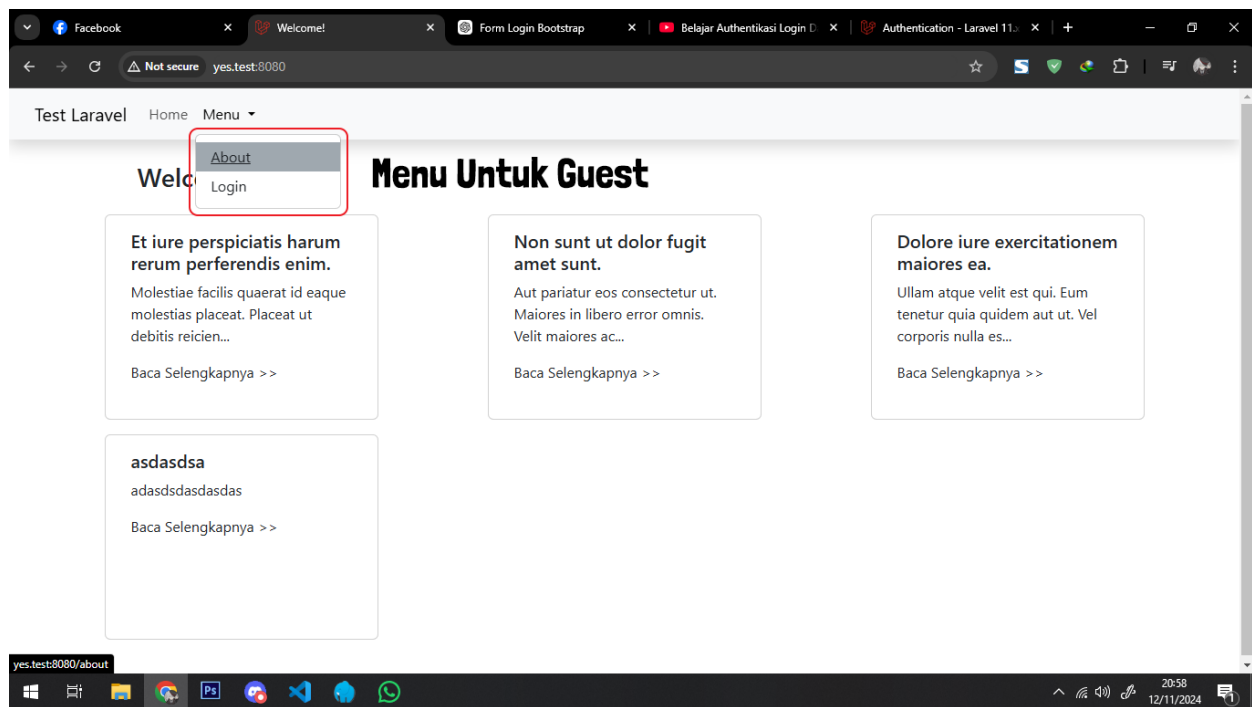 Facebook
Welcome!
Form Login Bootstrap
Belajar Authentikasi Login D
Authentication - Laravel 11.
Not secure yes.test:8080
Test Laravel Home Menu
About
Login
Welc
Menu Untuk Guest
Et iure perspiciatis harum
rerum perferendis enim.
Molestiae facilis quaerat id eaque
molestias placeat. Placeat ut
debitis reicien...
Baca Selengkapnya >>
Non sunt ut dolor fugit
amet sunt.
Aut pariatur eos consectetur ut.
Maiores in libero error omnis.
Velit maiores ac...
Baca Selengkapnya >>
Dolore iure exercitationem
maiores ea.
Ullam atque velit est qui. Eum
tenetur quia quidem aut ut. Vel
corporis nulla es...
Baca Selengkapnya >>
asdasdsa
adasdsdasdasdas
Baca Selengkapnya >>
yes.test:8080/about
Ps
20:58
12/11/2024